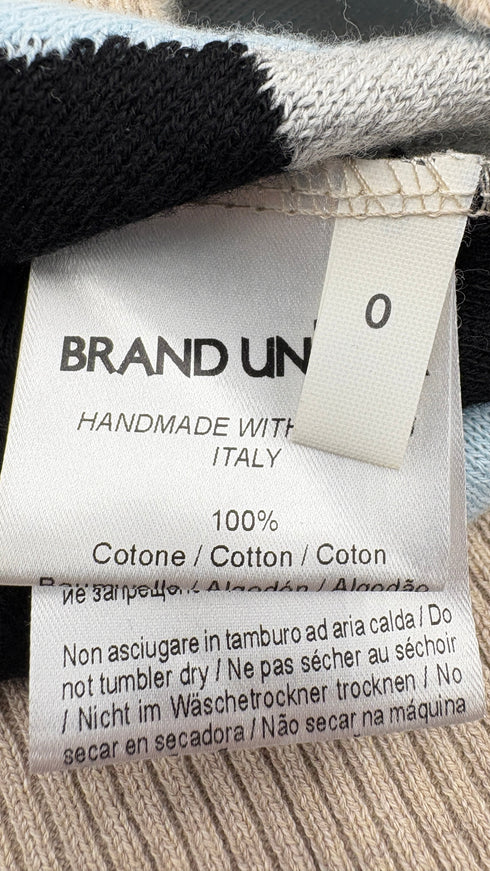 0
BRAND UN
HANDMADE WITH
ITALY
100%
Cotone / Cotton / Coton
/ Algodón / Algodão
Non asciugare in tamburo ad aria calda / Do
not tumbler dry / Ne pas sécher au séchoir
/ Nicht im Wäschetrockner trocknen / No
secar en secadora / Não secar na máquina